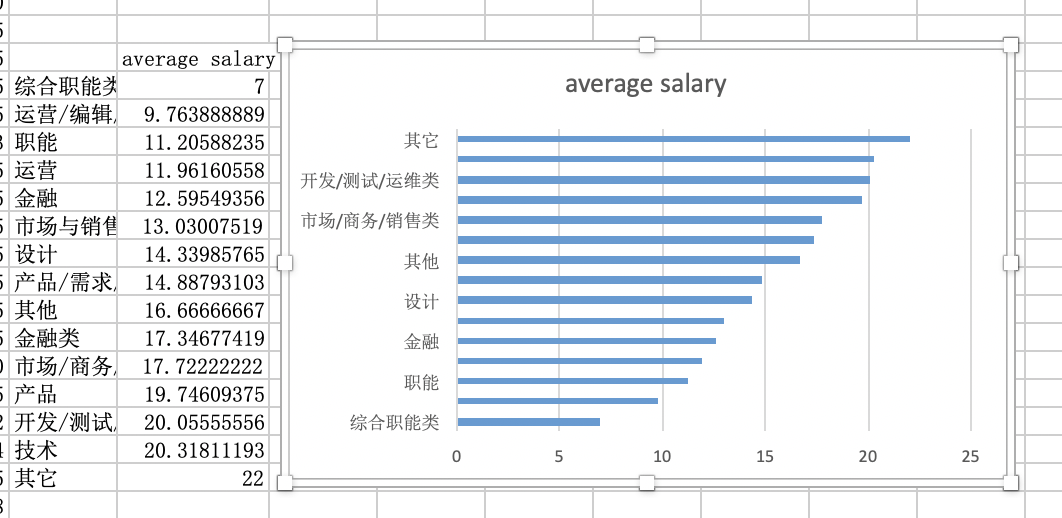 average salary
综合职能类 7
运营/编辑 9.763888889
职能 11.20588235
运营 11.96160558
金融 12.59549356
市场与销售 13.03007519
设计 14.33985765
产品/需求 14.88793103
其他 16.66666667
金融类 17.34677419
市场/商务 17.72222222
产品 19.74609375
开发/测试 20.05555556
技术 20.31811193
其它 22
average salary
其它
开发/测试/运维类
市场/商务/销售类
其他
设计
金融
职能
综合职能类
0 5 10 15 20 25